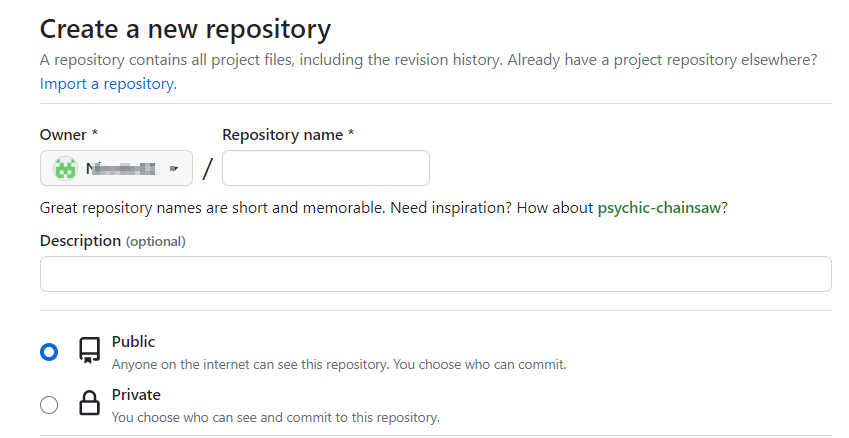 Create a new repository
A repository contains all project files, including the revision history. Already have a project repository elsewhere?
Import a repository.
Owner * Repository name *
/
Great repository names are short and memorable. Need inspiration? How about psychic-chainsaw?
Description (optional)
Public
Anyone on the internet can see this repository. You choose who can commit.
Private
You choose who can see and commit to this repository.